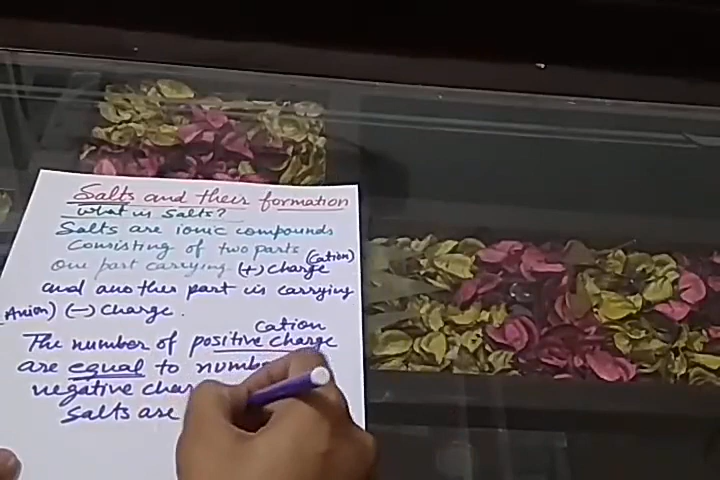 Salts and their formation
what is salts?
Salts are ionic compounds
Consisting of two parts
(Cation)
One part carrying (+) charge
and another part is carrying
(Anion) (-) charge.
cation
The number of positive charge
are equal to numb
negative char
Salts are